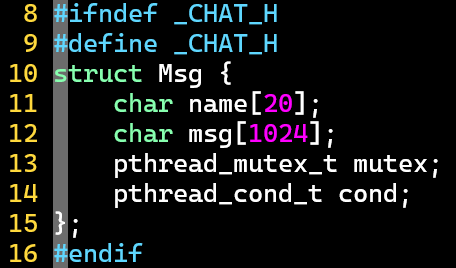 8 #ifndef _CHAT_H
9 #define _CHAT_H
10 struct Msg {
11     char name[20];
12     char msg[1024];
13     pthread_mutex_t mutex;
14     pthread_cond_t cond;
15 };
16 #endif